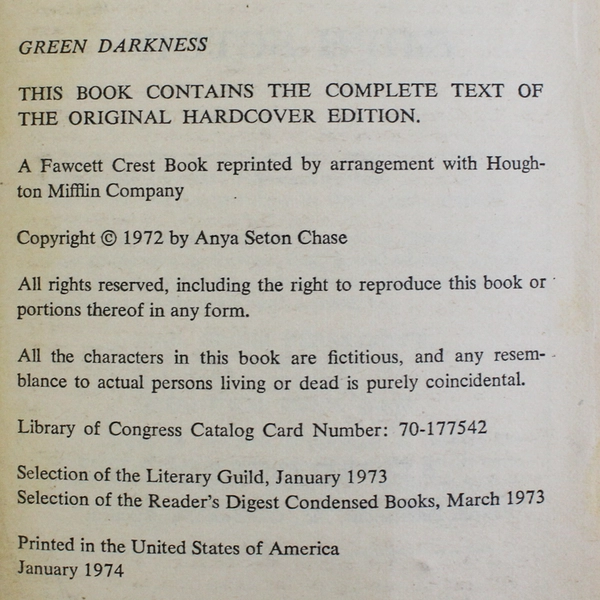 GREEN DARKNESS
THIS BOOK CONTAINS THE COMPLETE TEXT OF
THE ORIGINAL HARDCOVER EDITION.
A Fawcett Crest Book reprinted by arrangement with Hough-
ton Mifflin Company
Copyright © 1972 by Anya Seton Chase
All rights reserved, including the right to reproduce this book or
portions thereof in any form.
All the characters in this book are fictitious, and any resem-
blance to actual persons living or dead is purely coincidental.
Library of Congress Catalog Card Number: 70-177542
Selection of the Literary Guild, January 1973
Selection of the Reader's Digest Condensed Books, March 1973
Printed in the United States of America
January 1974